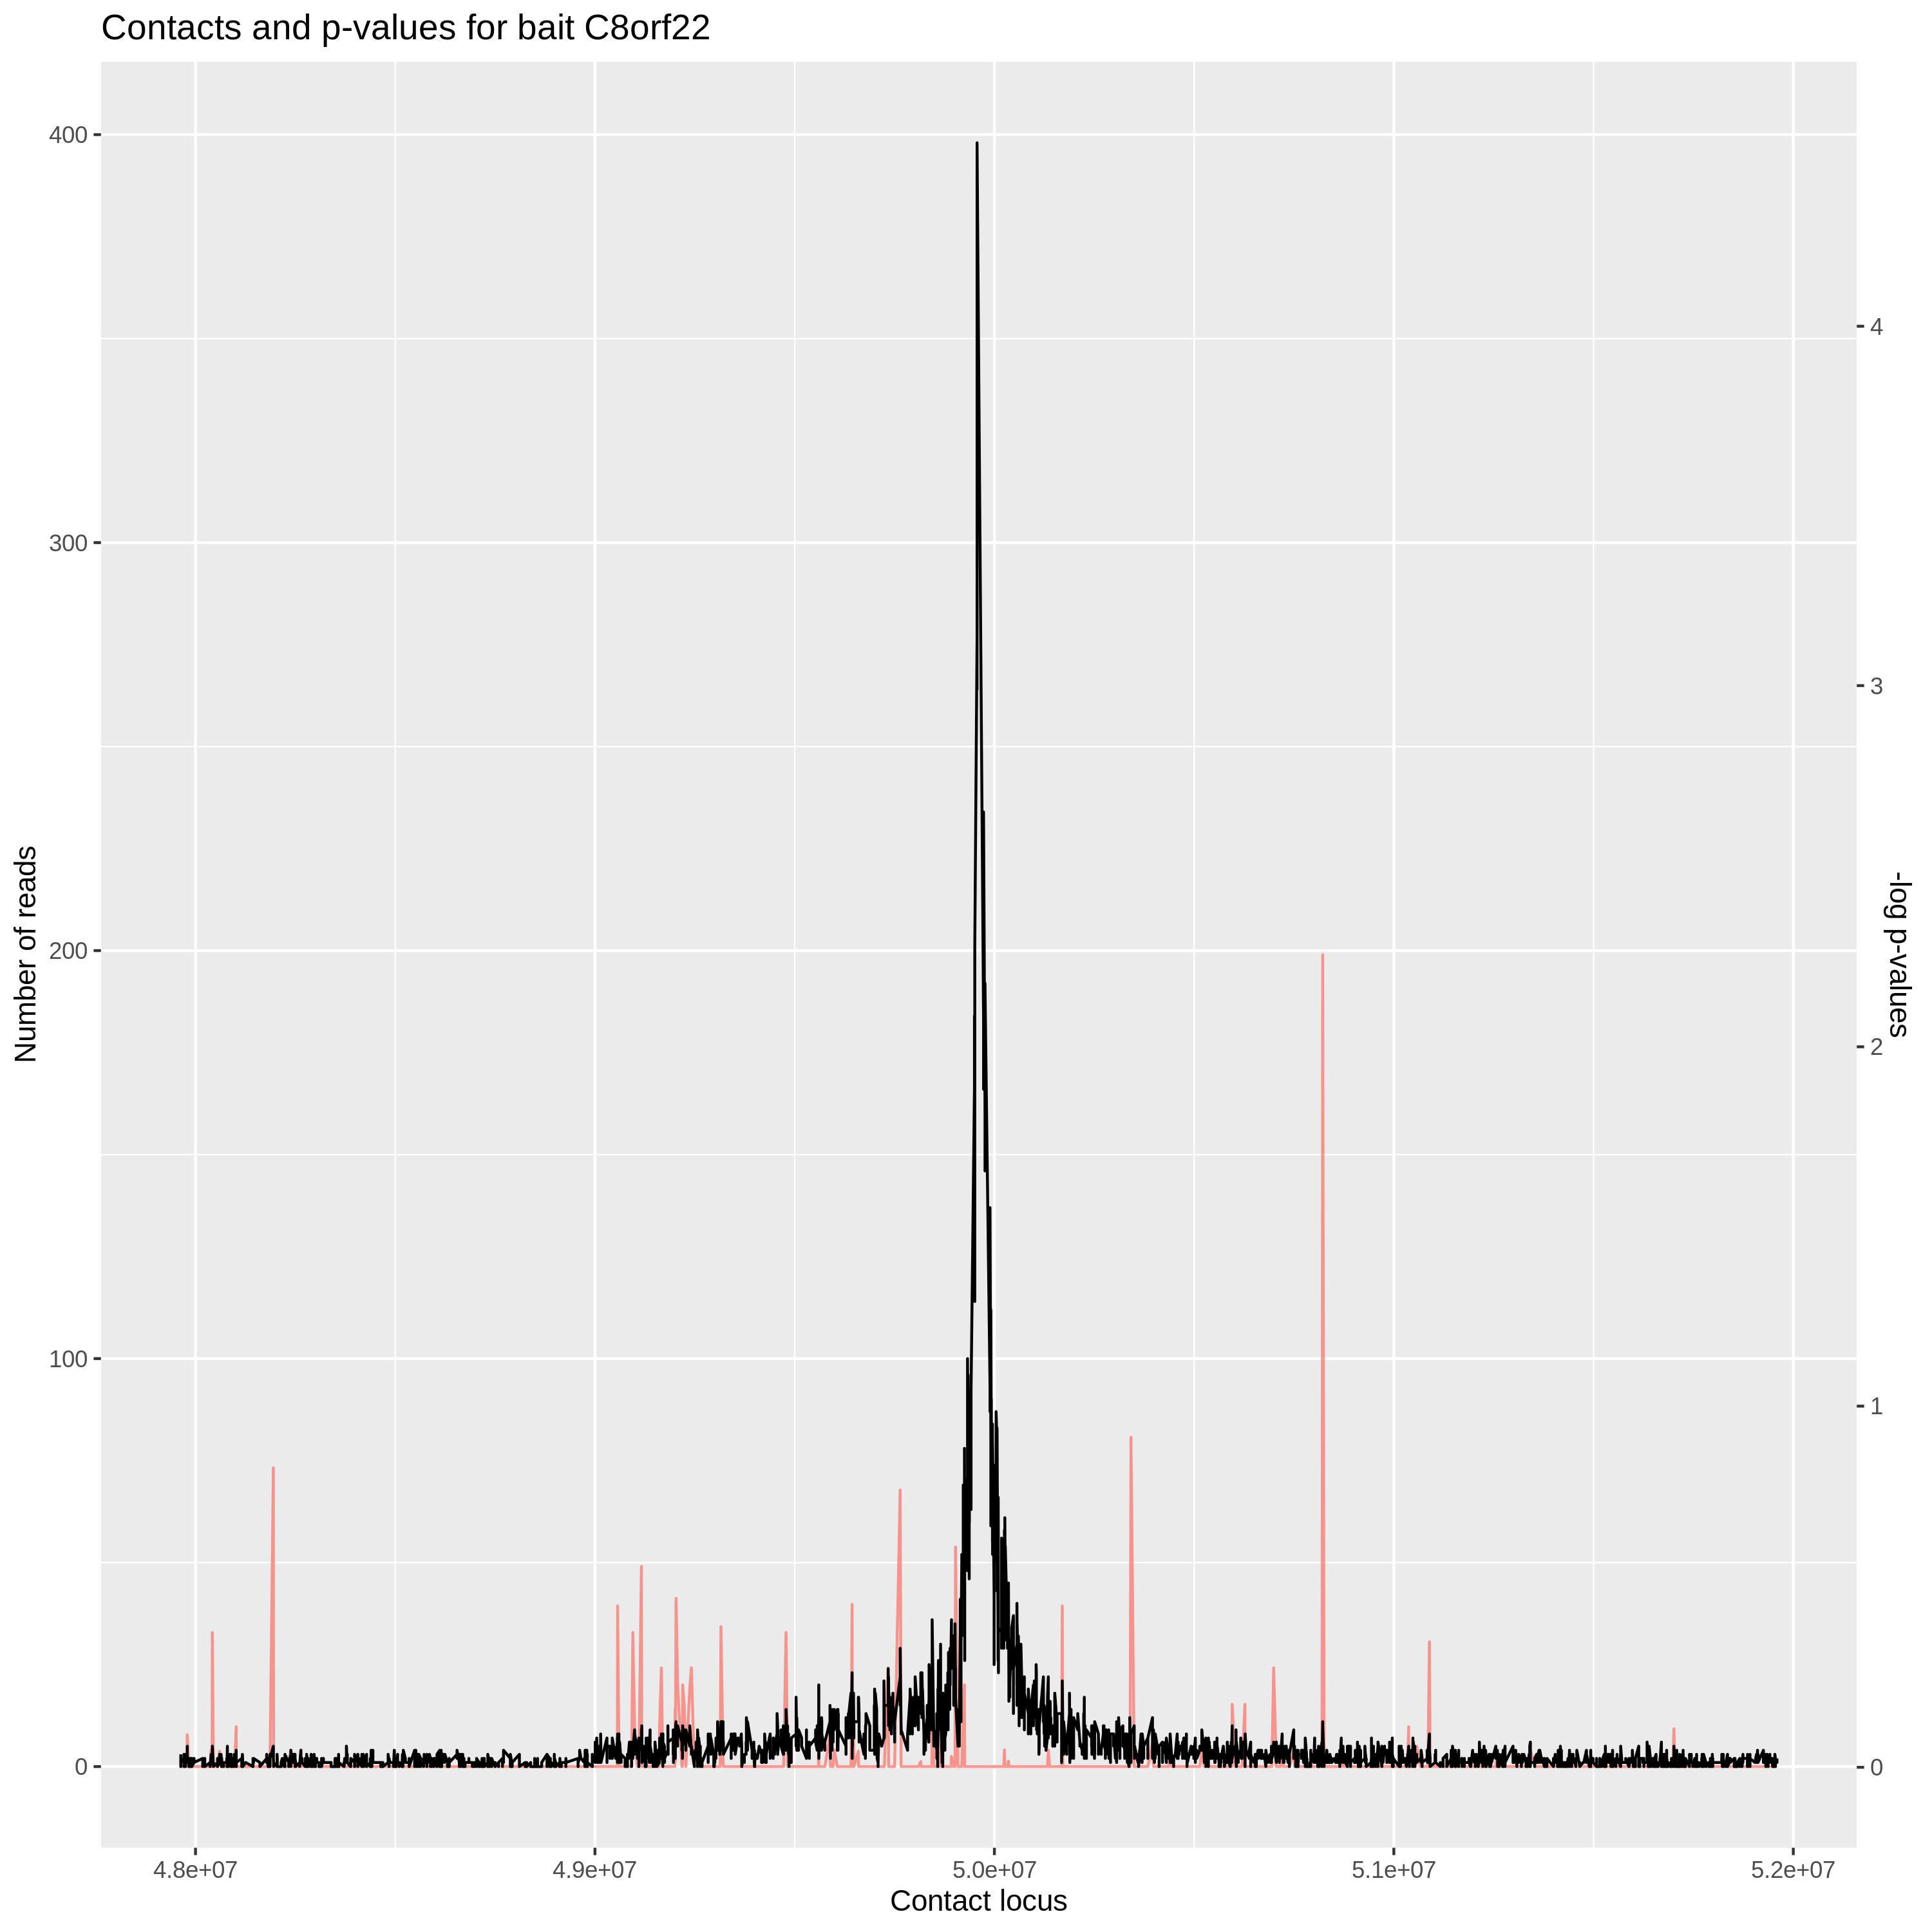 Contacts and p-values for bait C8orf22
400
300
200
100
0
Number of reads
4
3
2
1
0
-log p-values
4.8e+07
4.9e+07
5.0e+07
5.1e+07
5.2e+07
Contact locus